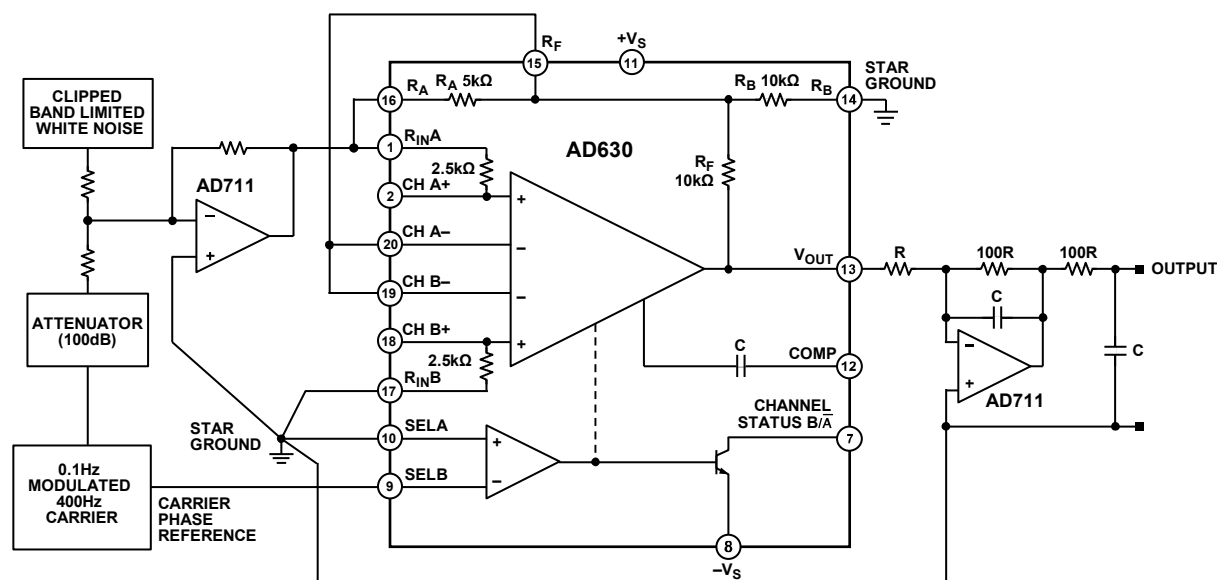 CLIPPED
BAND LIMITED
WHITE NOISE
AD711
−
+
ATTENUATOR
(100dB)
0.1Hz
MODULATED
400Hz
CARRIER
CARRIER
PHASE
REFERENCE
STAR
GROUND
RF
15
+VS
11
16
RA
RA 5kΩ
RB 10kΩ
RB
14
STAR
GROUND
1
RINA
2.5kΩ
AD630
RF
10kΩ
2
CH A+
+
20
CH A−
−
19
CH B−
−
18
CH B+
+
2.5kΩ
17
RINB
VOUT
13
C
COMP
12
10
SELA
+
9
SELB
−
CHANNEL
STATUS B/A̅
7
8
−VS
R
100R
100R
OUTPUT
C
−
+
AD711
C